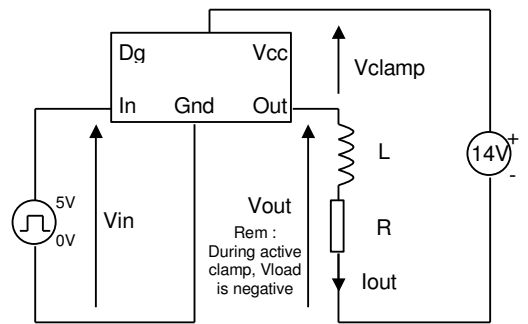 Dg Vcc
Vclamp
In Gnd Out
14V
+
-
L
5V
0V
Vin
Vout
R
Rem :
During active
clamp, Vload
is negative
Iout